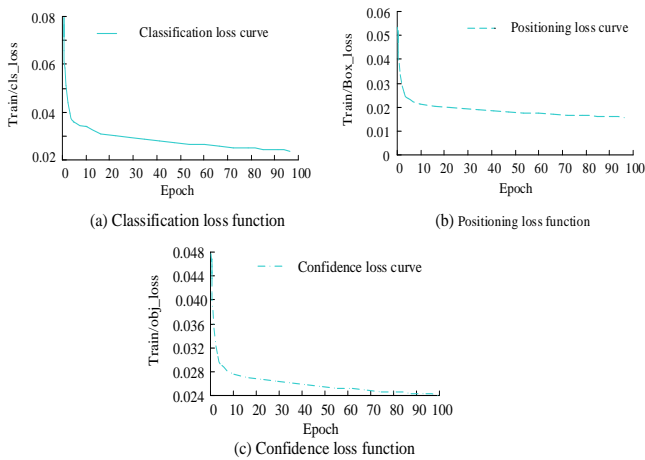 0.08
0.06
0.04
0.02
Train/cls_loss
Classification loss curve
0 10 20 30 40 50 60 70 80 90 100
Epoch
(a) Classification loss function
0.06
0.05
0.04
0.03
0.02
0.01
0
Train/Box_loss
Positioning loss curve
0 10 20 30 40 50 60 70 80 90 100
Epoch
(b) Positioning loss function
0.048
0.044
0.040
0.036
0.032
0.028
0.024
Train/obj_loss
Confidence loss curve
0 10 20 30 40 50 60 70 80 90 100
Epoch
(c) Confidence loss function